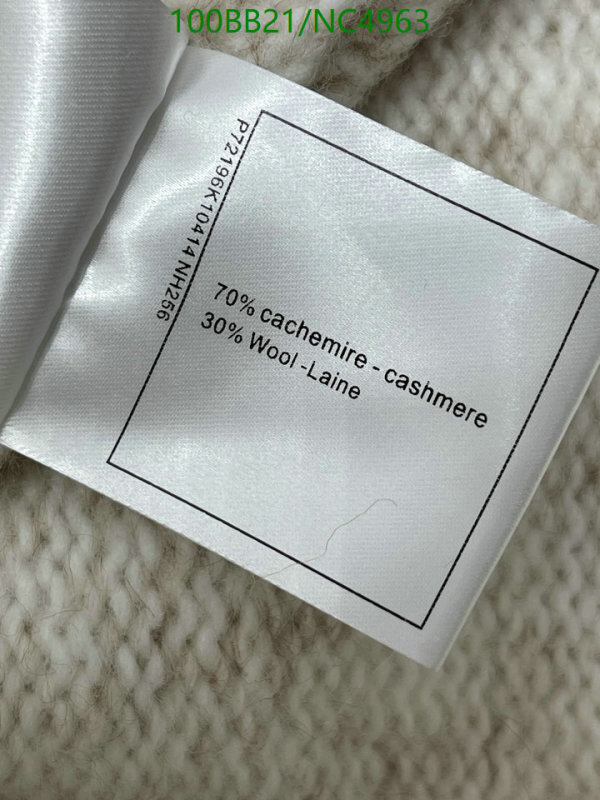 100BB21/NC4963
P72196K10414 NH256
70% cachemire - cashmere
30% Wool -Laine